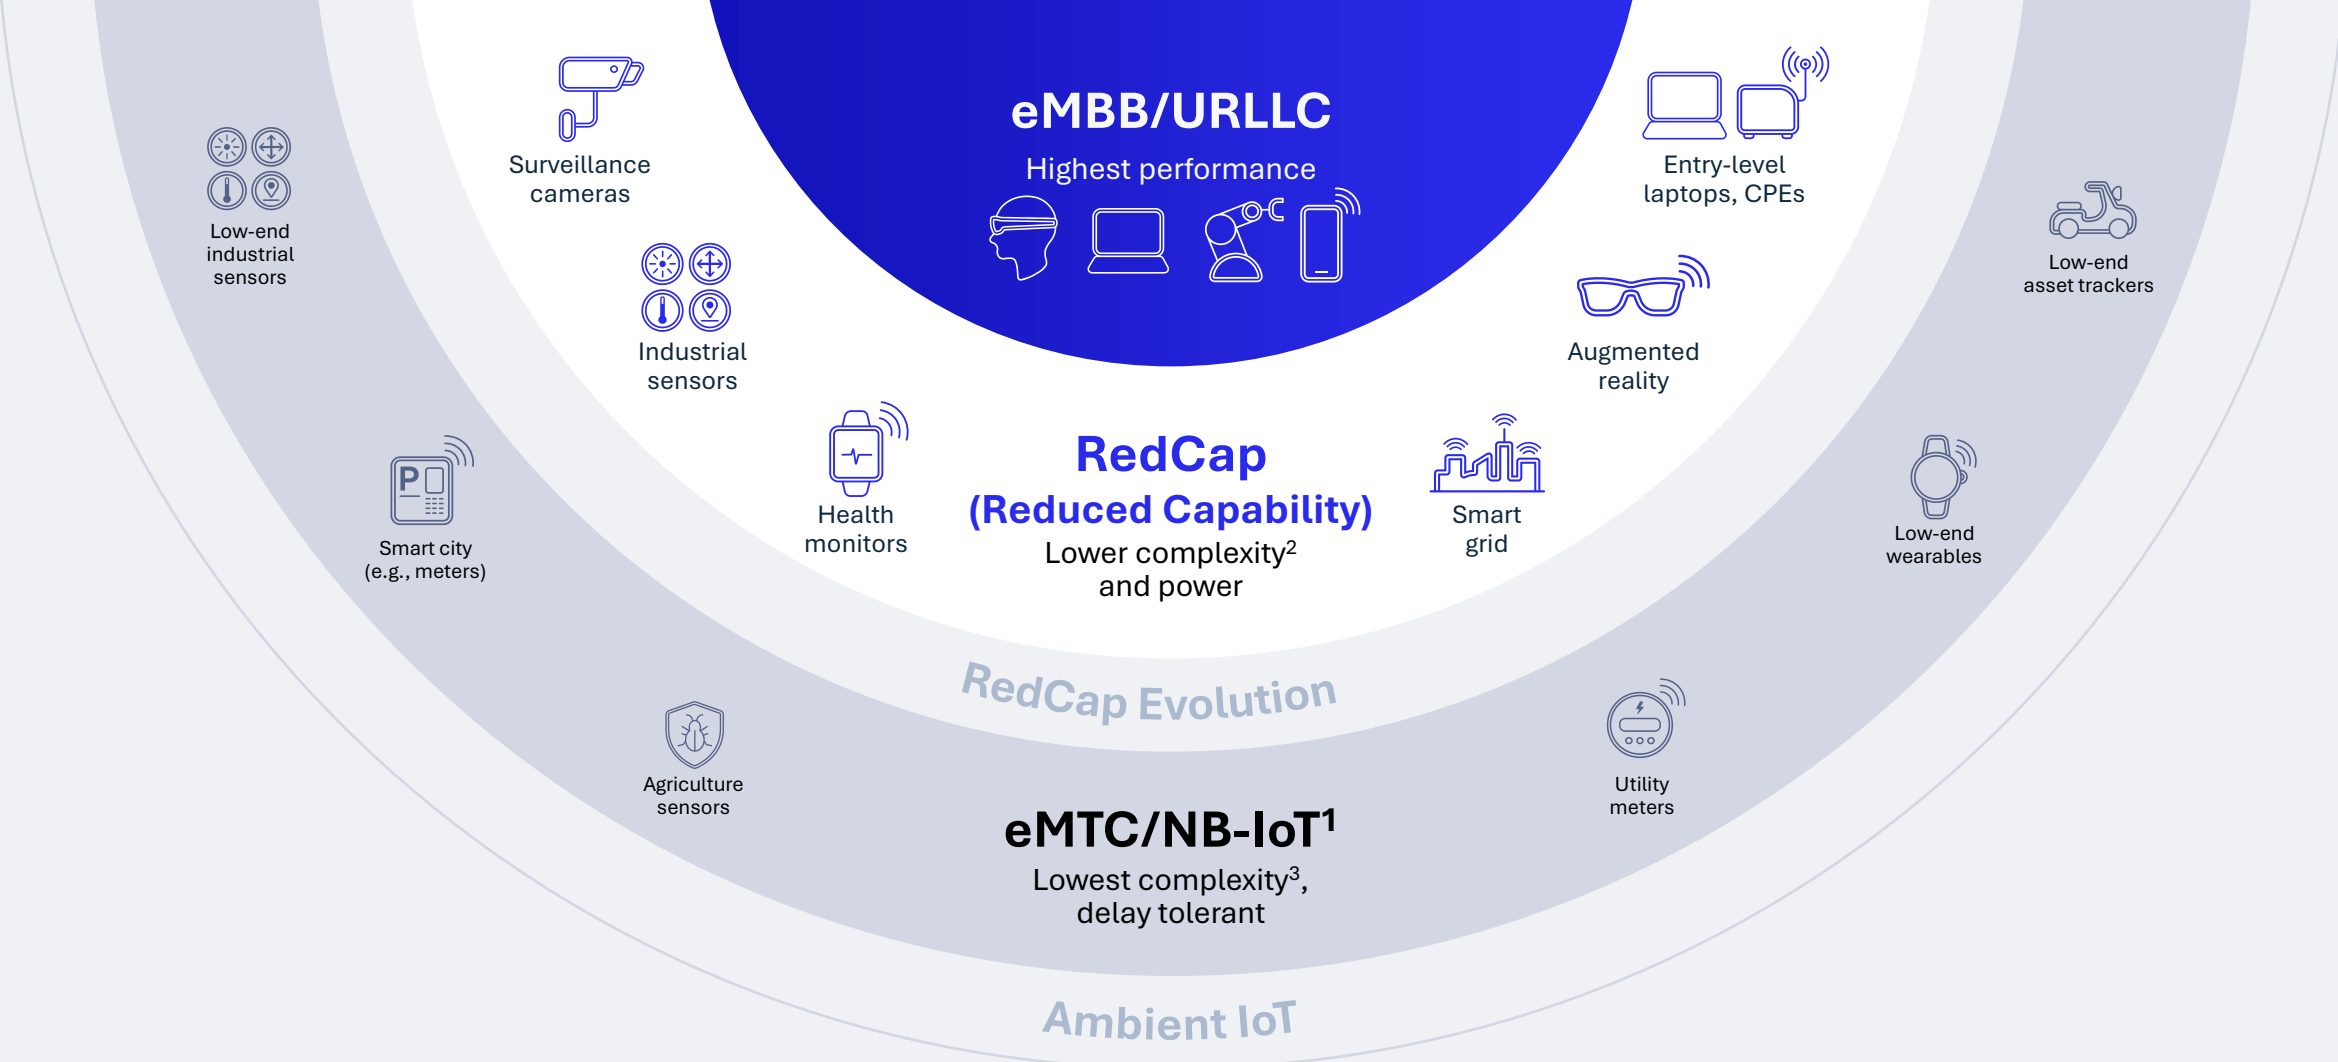 eMBB/URLLC
Highest performance
Surveillance
cameras
Entry-level
laptops, CPEs
Low-end
industrial
sensors
Low-end
asset trackers
Industrial
sensors
Augmented
reality
Health
monitors
RedCap
(Reduced Capability)
Lower complexity²
and power
Smart
grid
P
Smart city
(e.g., meters)
Low-end
wearables
RedCap Evolution
Agriculture
sensors
Utility
meters
eMTC/NB-IoT¹
Lowest complexity³,
delay tolerant
Ambient IoT